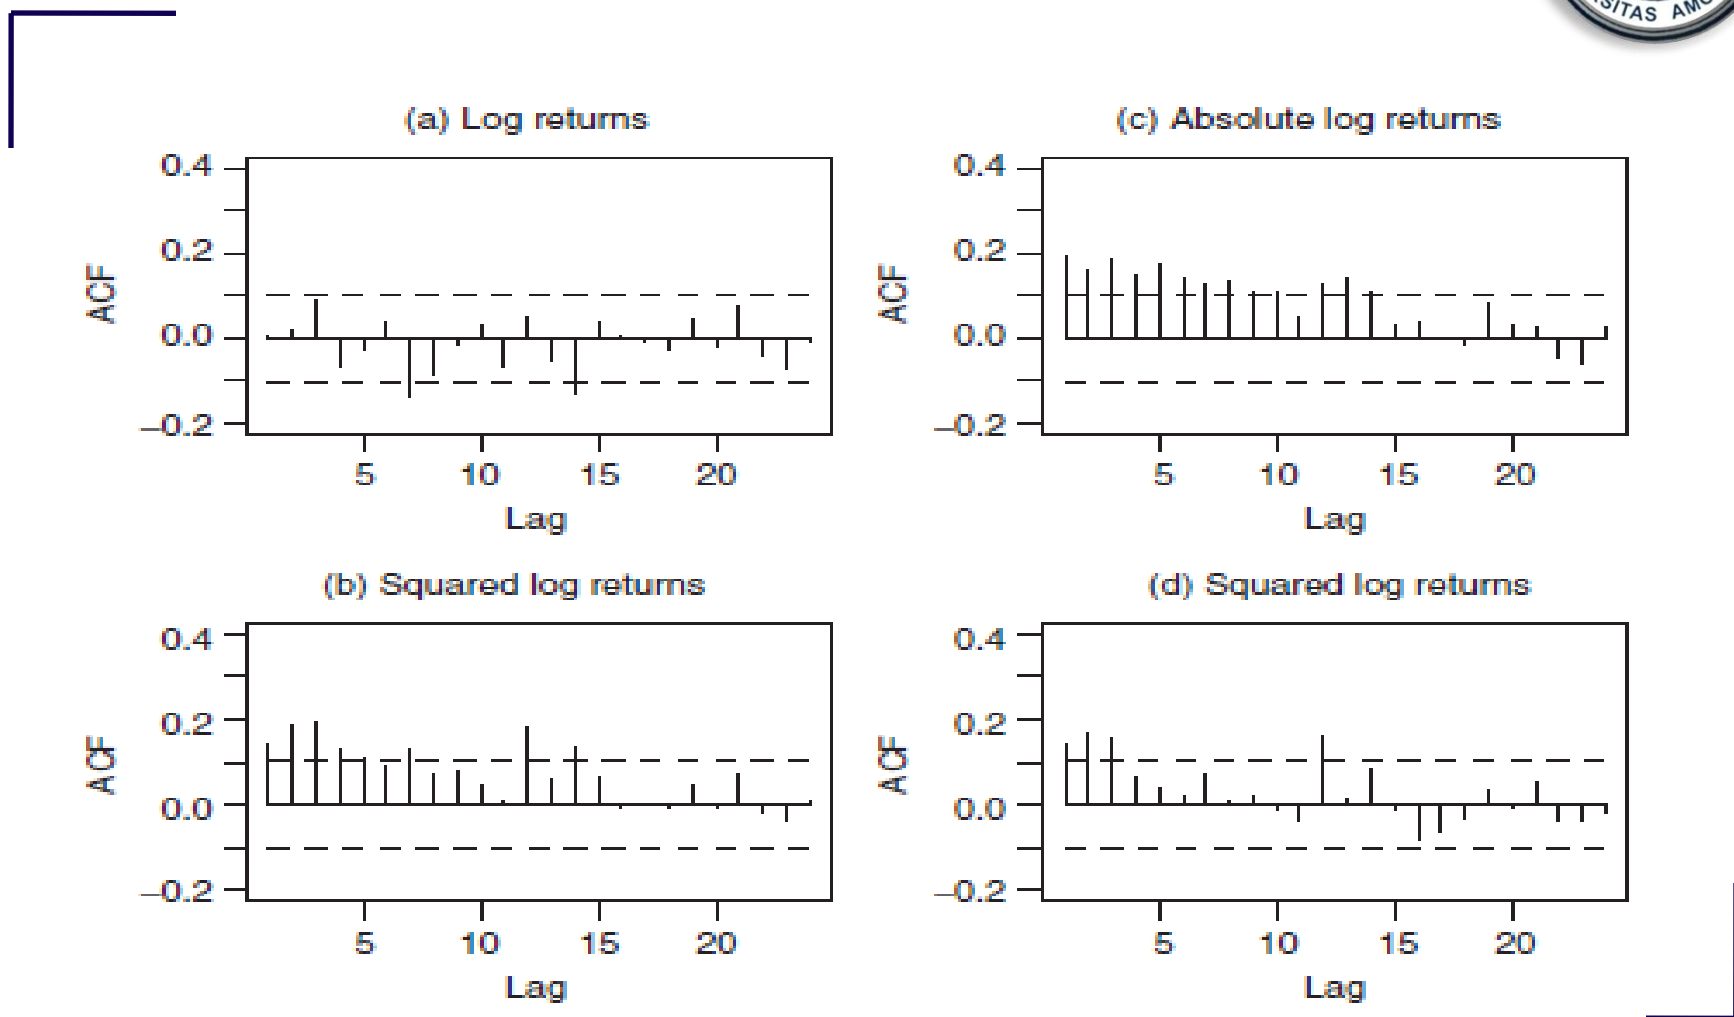 SITAS AMO
(a) Log returns
0.4
0.2
0.0
–0.2
ACF
5 10 15 20
Lag
(c) Absolute log returns
0.4
0.2
0.0
–0.2
ACF
5 10 15 20
Lag
(b) Squared log returns
0.4
0.2
0.0
–0.2
ACF
5 10 15 20
Lag
(d) Squared log returns
0.4
0.2
0.0
–0.2
ACF
5 10 15 20
Lag